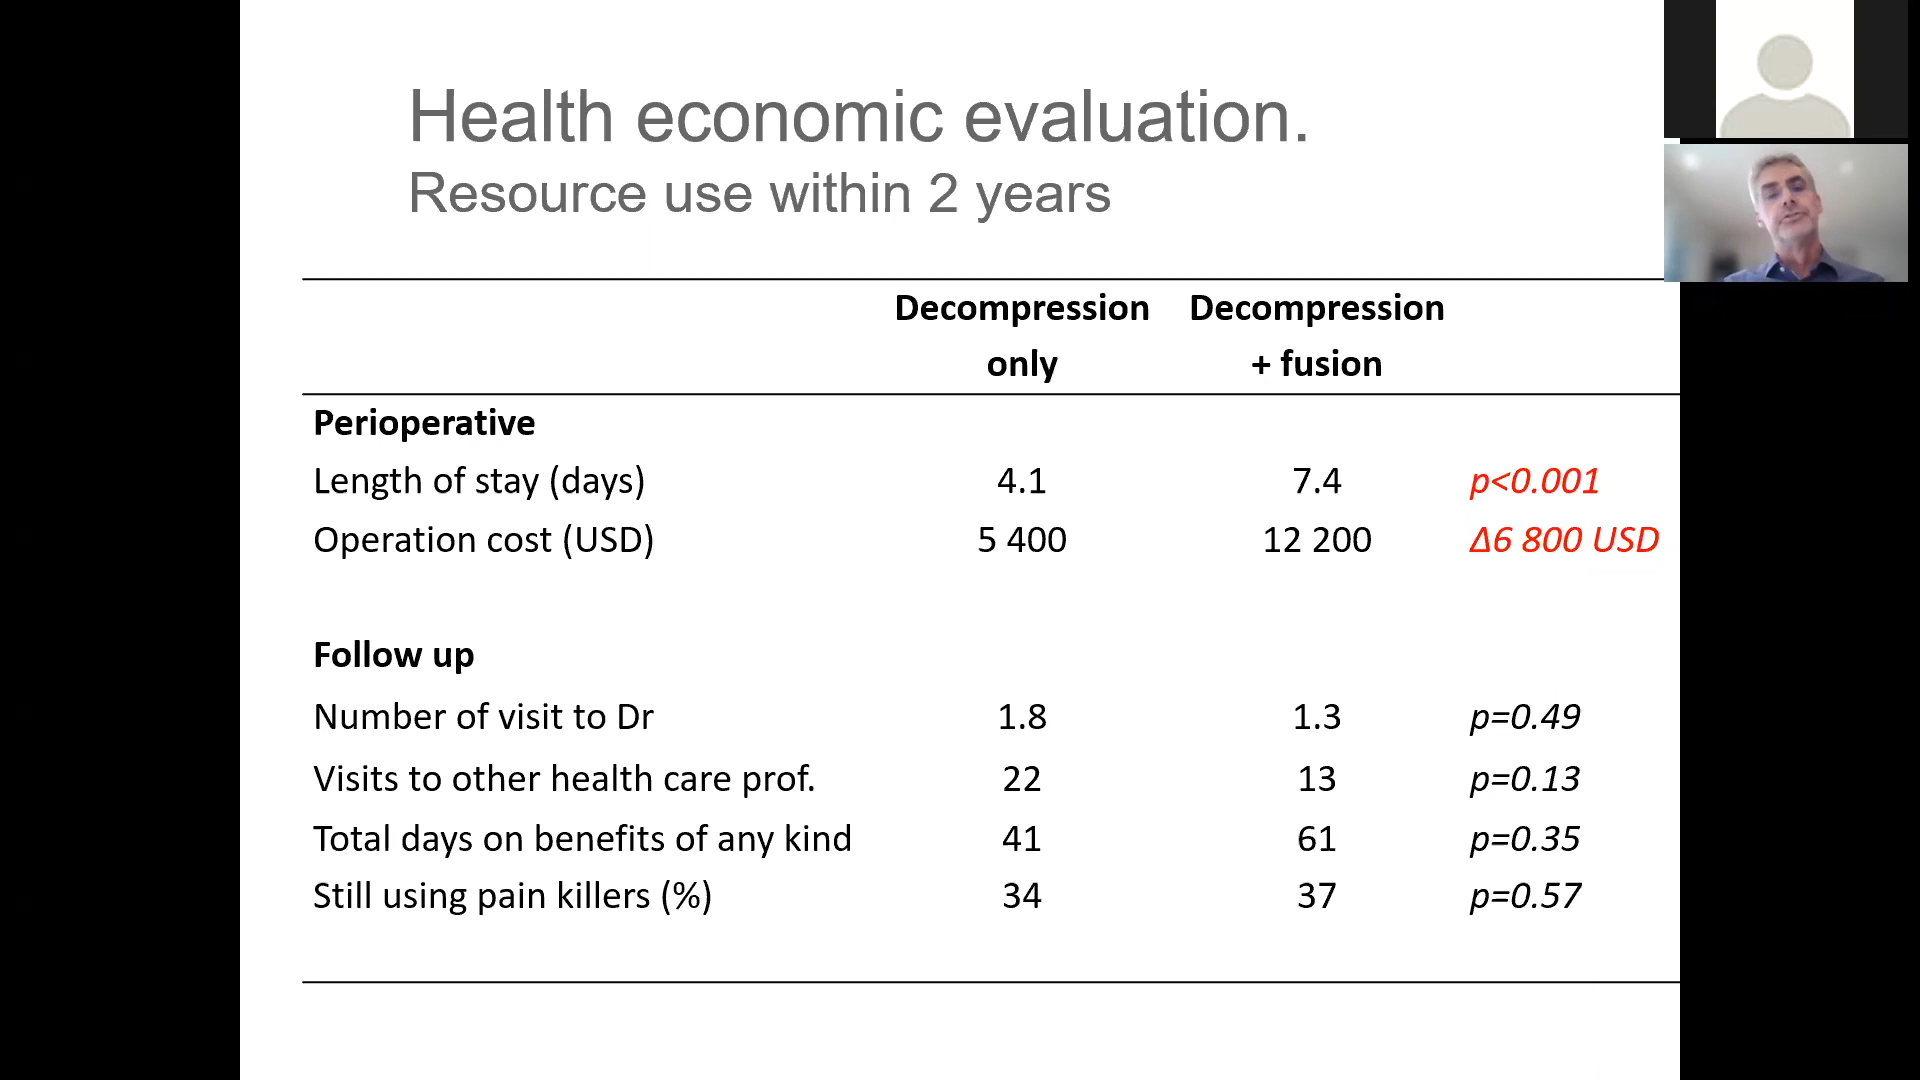 Health economic evaluation.
Resource use within 2 years
Decompression only Decompression + fusion
Perioperative
Length of stay (days) 4.1 7.4 p<0.001
Operation cost (USD) 5 400 12 200 Δ6 800 USD
Follow up
Number of visit to Dr 1.8 1.3 p=0.49
Visits to other health care prof. 22 13 p=0.13
Total days on benefits of any kind 41 61 p=0.35
Still using pain killers (%) 34 37 p=0.57